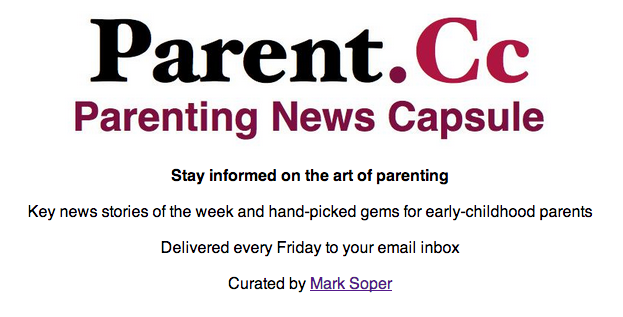 Parent.Cc
Parenting News Capsule
Stay informed on the art of parenting
Key news stories of the week and hand-picked gems for early-childhood parents
Delivered every Friday to your email inbox
Curated by Mark Soper